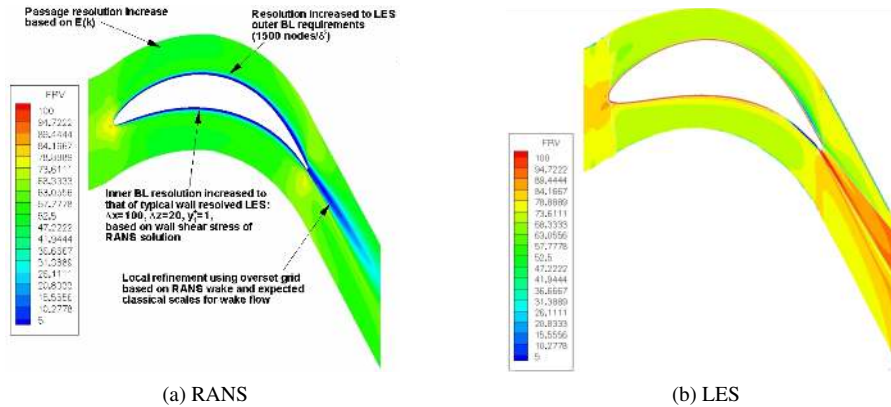 Passage resolution increase
based on E(k)
Resolution increased to LES
outer BL requirements
(1500 nodes/δ³)
FRV
100
94.7222
89.4444
84.1667
78.8889
73.6111
68.3333
63.0556
57.7778
52.5
47.2222
41.9444
36.6667
31.3889
26.1111
20.8333
15.5556
10.2778
5
Inner BL resolution increased to
that of typical wall resolved LES:
Δx=100, Δz=20, y⁺=1,
based on wall shear stress of
RANS solution
Local refinement using overset grid
based on RANS wake and expected
classical scales for wake flow
(a) RANS
FRV
100
94.7222
89.4444
84.1667
78.8889
73.6111
68.3333
63.0556
57.7778
52.5
47.2222
41.9444
36.6667
31.3889
26.1111
20.8333
15.5556
10.2778
5
(b) LES